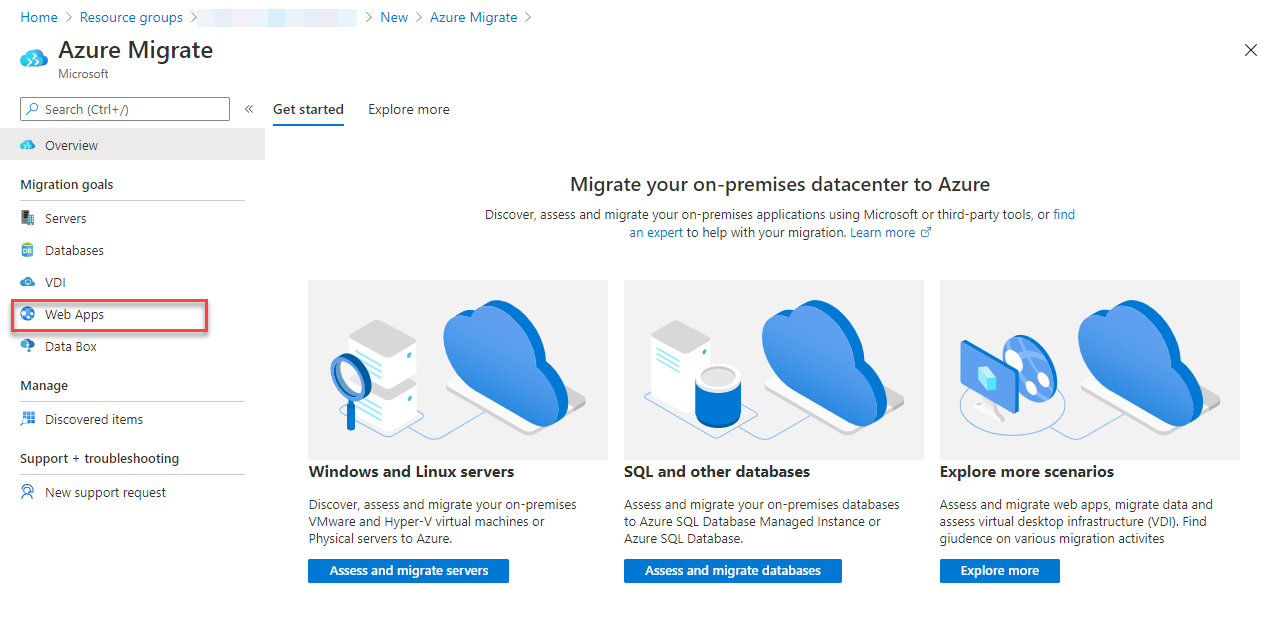 Home > Resource groups > > New > Azure Migrate >
Azure Migrate
Microsoft
Search (Ctrl+/)
«
Overview
Migration goals
Servers
Databases
VDI
Web Apps
Data Box
Manage
Discovered items
Support + troubleshooting
New support request
Get started Explore more
Migrate your on-premises datacenter to Azure
Discover, assess and migrate your on-premises applications using Microsoft or third-party tools, or find
an expert to help with your migration. Learn more
Windows and Linux servers
Discover, assess and migrate your on-premises
VMware and Hyper-V virtual machines or
Physical servers to Azure.
Assess and migrate servers
SQL and other databases
Assess and migrate your on-premises databases
to Azure SQL Database Managed Instance or
Azure SQL Database.
Assess and migrate databases
Explore more scenarios
Assess and migrate web apps, migrate data and
assess virtual desktop infrastructure (VDI). Find
giudence on various migration activites
Explore more